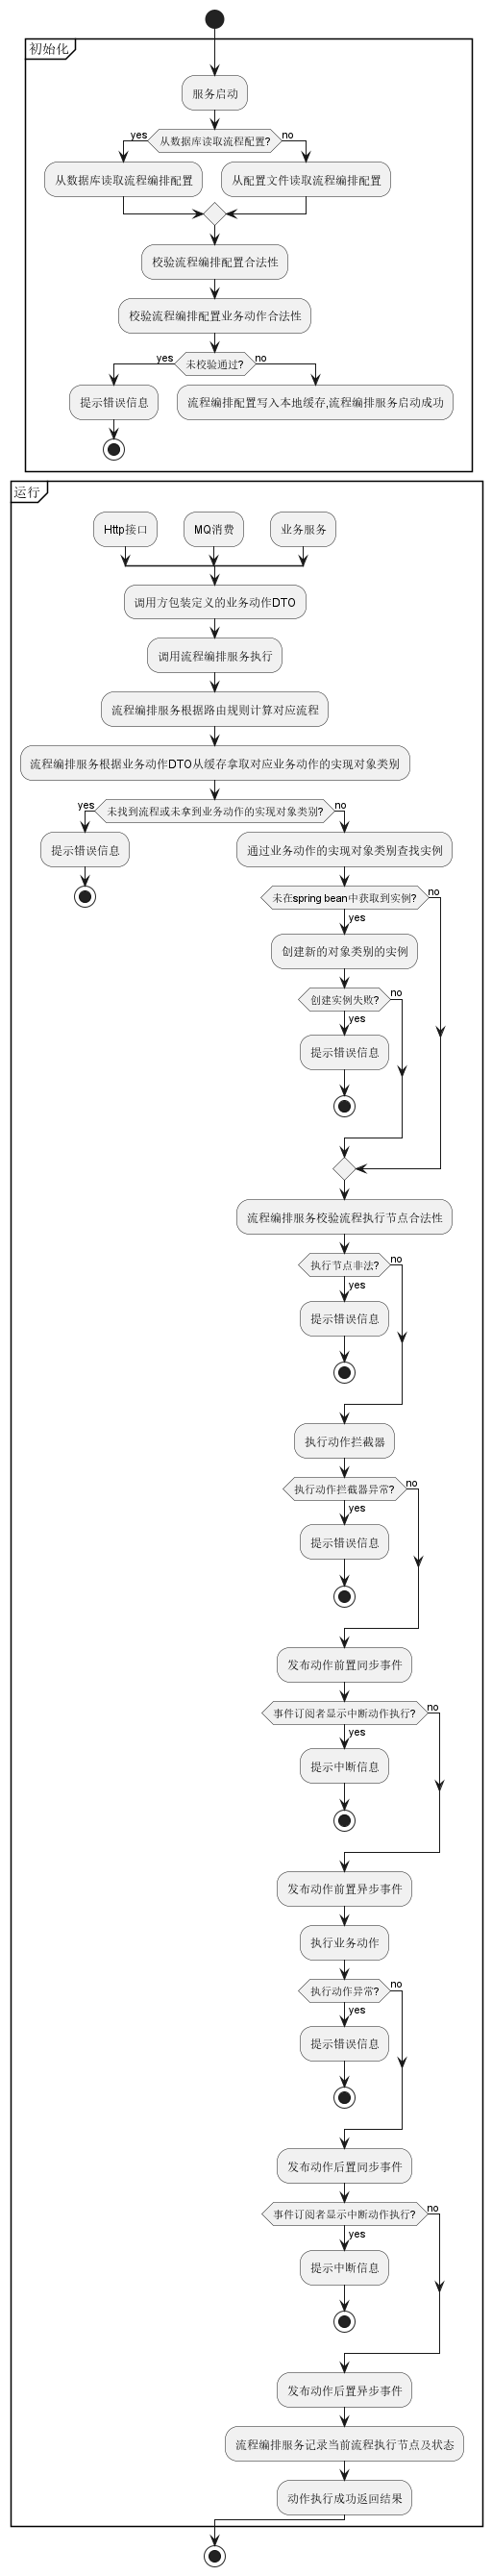 初始化
服务启动
从数据库读取流程配置?
yes
no
从数据库读取流程编排配置
从配置文件读取流程编排配置
校验流程编排配置合法性
校验流程编排配置业务动作合法性
未校验通过?
yes
no
提示错误信息
流程编排配置写入本地缓存,流程编排服务启动成功
运行
Http接口
MQ消费
业务服务
调用方包装定义的业务动作DTO
调用流程编排服务执行
流程编排服务根据路由规则计算对应流程
流程编排服务根据业务动作DTO从缓存拿取对应业务动作的实现对象类别
未找到流程或未拿到业务动作的实现对象类别?
yes
no
提示错误信息
通过业务动作的实现对象类别查找实例
未在spring bean中获取到实例?
no
yes
创建新的对象类别的实例
创建实例失败?
no
yes
提示错误信息
流程编排服务校验流程执行节点合法性
执行节点非法?
no
yes
提示错误信息
执行动作拦截器
执行动作拦截器异常?
no
yes
提示错误信息
发布动作前置同步事件
事件订阅者显示中断动作执行?
no
yes
提示中断信息
发布动作前置异步事件
执行业务动作
执行动作异常?
no
yes
提示错误信息
发布动作后置同步事件
事件订阅者显示中断动作执行?
no
yes
提示中断信息
发布动作后置异步事件
流程编排服务记录当前流程执行节点及状态
动作执行成功返回结果